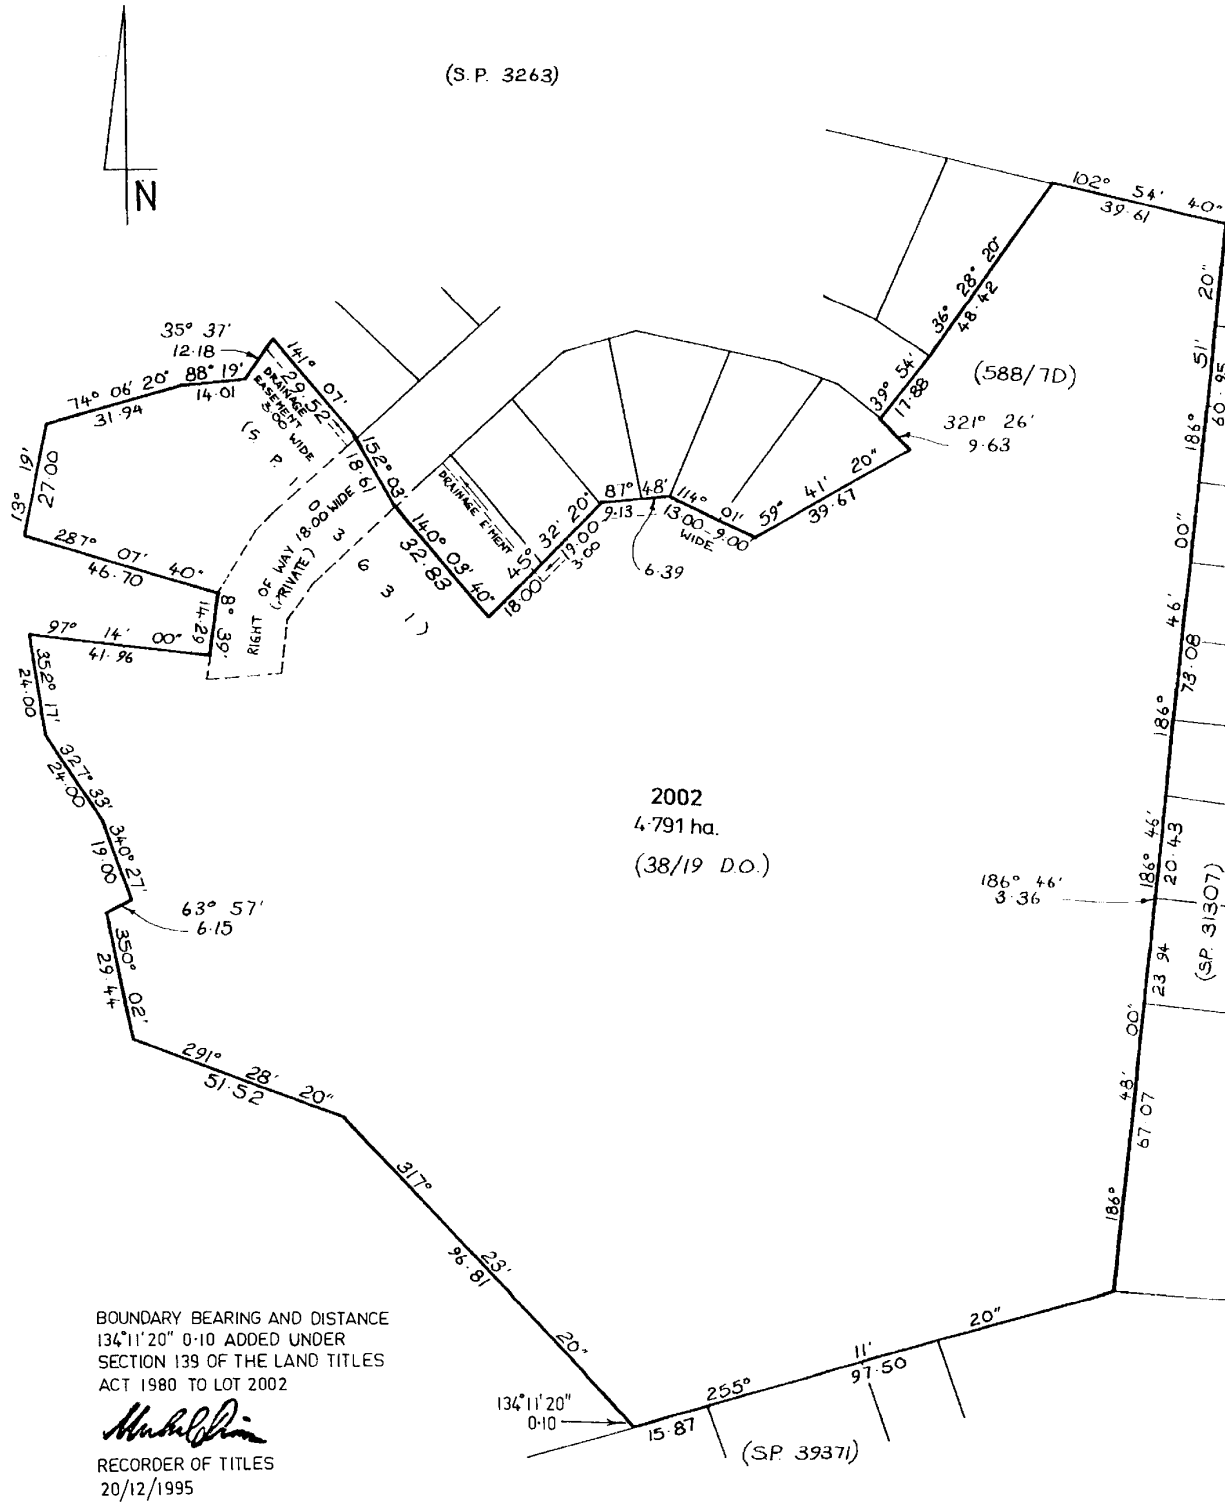 (S.P. 3263)
N
102° 54' 40"
39·61
36° 28' 20"
48·42
186° 51' 20"
60·95
35° 37'
12·18
141° 07'
29·52
74° 06' 20"
31·94
88° 19'
14·01
DRAINAGE
EASEMENT
3·00 WIDE
39° 54'
17·88
(588/7D)
321° 26'
9·63
(S. P. 1 0 3 6 3 1)
152° 03'
18·61
DRAINAGE E'MENT
13° 19'
27·00
87° 48'
9·13
114° 01'
13·00 - 9·00
WIDE
59° 41' 20"
39·67
6·39
45° 32' 20"
18·00 19·00
3·00
140° 03' 40"
32·83
287° 07' 40"
46·70
RIGHT OF WAY 18·00 WIDE
(PRIVATE)
8° 39'
14·29
97° 14' 00"
41·96
352° 17'
24·00
186° 46' 00"
73·08
327° 33'
24·00
2002
4·791 ha.
(38/19 D.O.)
340° 27'
19·00
186° 46'
20·43
186° 46'
3·36
63° 57'
6·15
(S.P. 31307)
350° 02'
29·44
23 94
291° 28' 20"
51·52
186° 48' 00"
67·07
317° 23' 20"
96·81
BOUNDARY BEARING AND DISTANCE
134°11'20" 0·10 ADDED UNDER
SECTION 139 OF THE LAND TITLES
ACT 1980 TO LOT 2002
RECORDER OF TITLES
20/12/1995
134°11'20"
0·10
255° 11' 20"
97·50
15·87
(S.P. 39371)